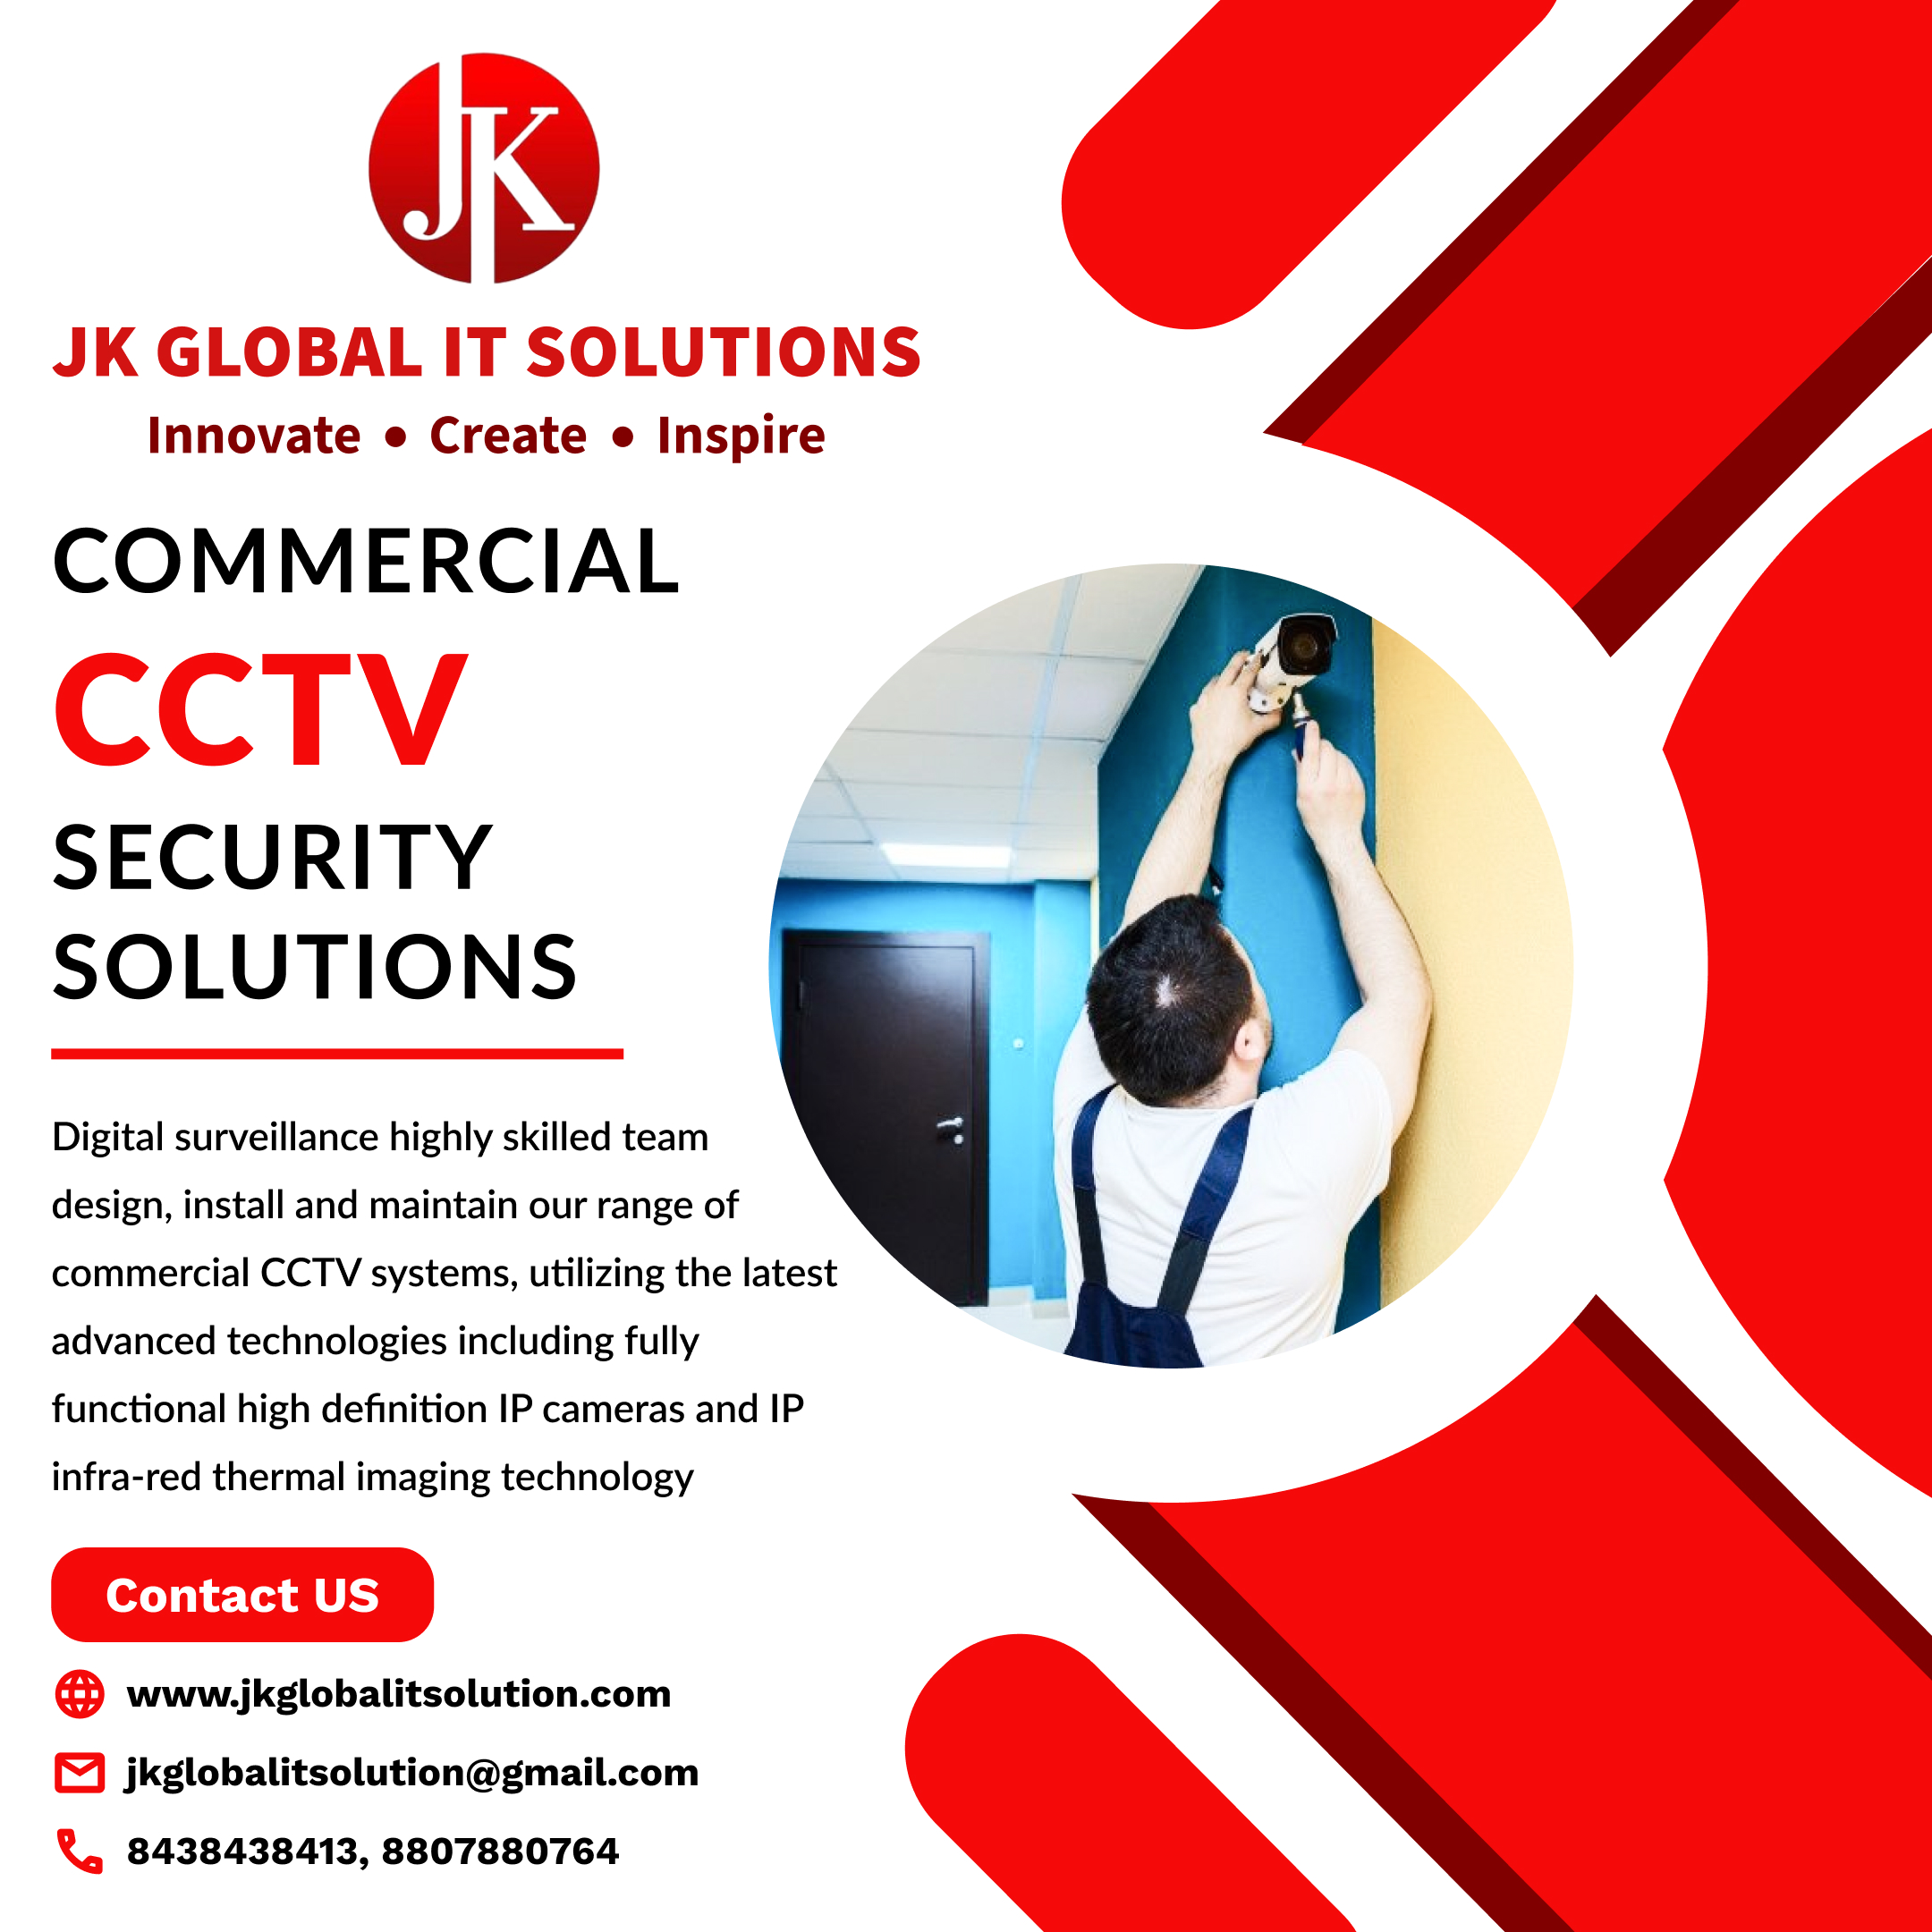 JK
JK GLOBAL IT SOLUTIONS
Innovate • Create • Inspire
COMMERCIAL
CCTV
SECURITY
SOLUTIONS
Digital surveillance highly skilled team
design, install and maintain our range of
commercial CCTV systems, utilizing the latest
advanced technologies including fully
functional high definition IP cameras and IP
infra-red thermal imaging technology
Contact US
www.jkglobalitsolution.com
jkglobalitsolution@gmail.com
8438438413, 8807880764